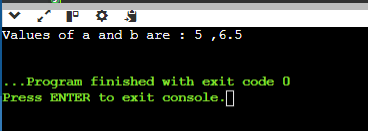 Values of a and b are : 5 ,6.5
...Program finished with exit code 0
Press ENTER to exit console.